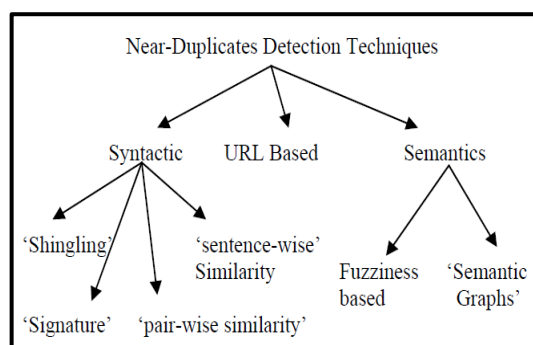 Near-Duplicates Detection Techniques
Syntactic URL Based Semantics
‘Shingling’
‘sentence-wise’
Similarity
Fuzziness
based
‘Semantic
Graphs’
‘Signature’
‘pair-wise similarity’